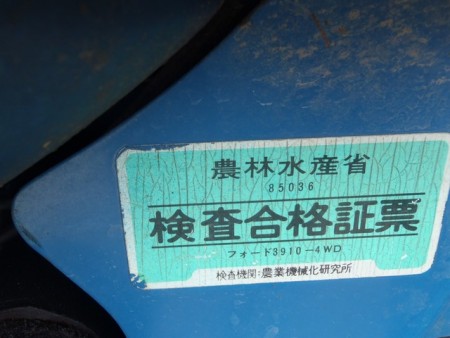 農林水産省
85036
検査合格証票
フォード3910-4WD
検査機関:農業機械化研究所